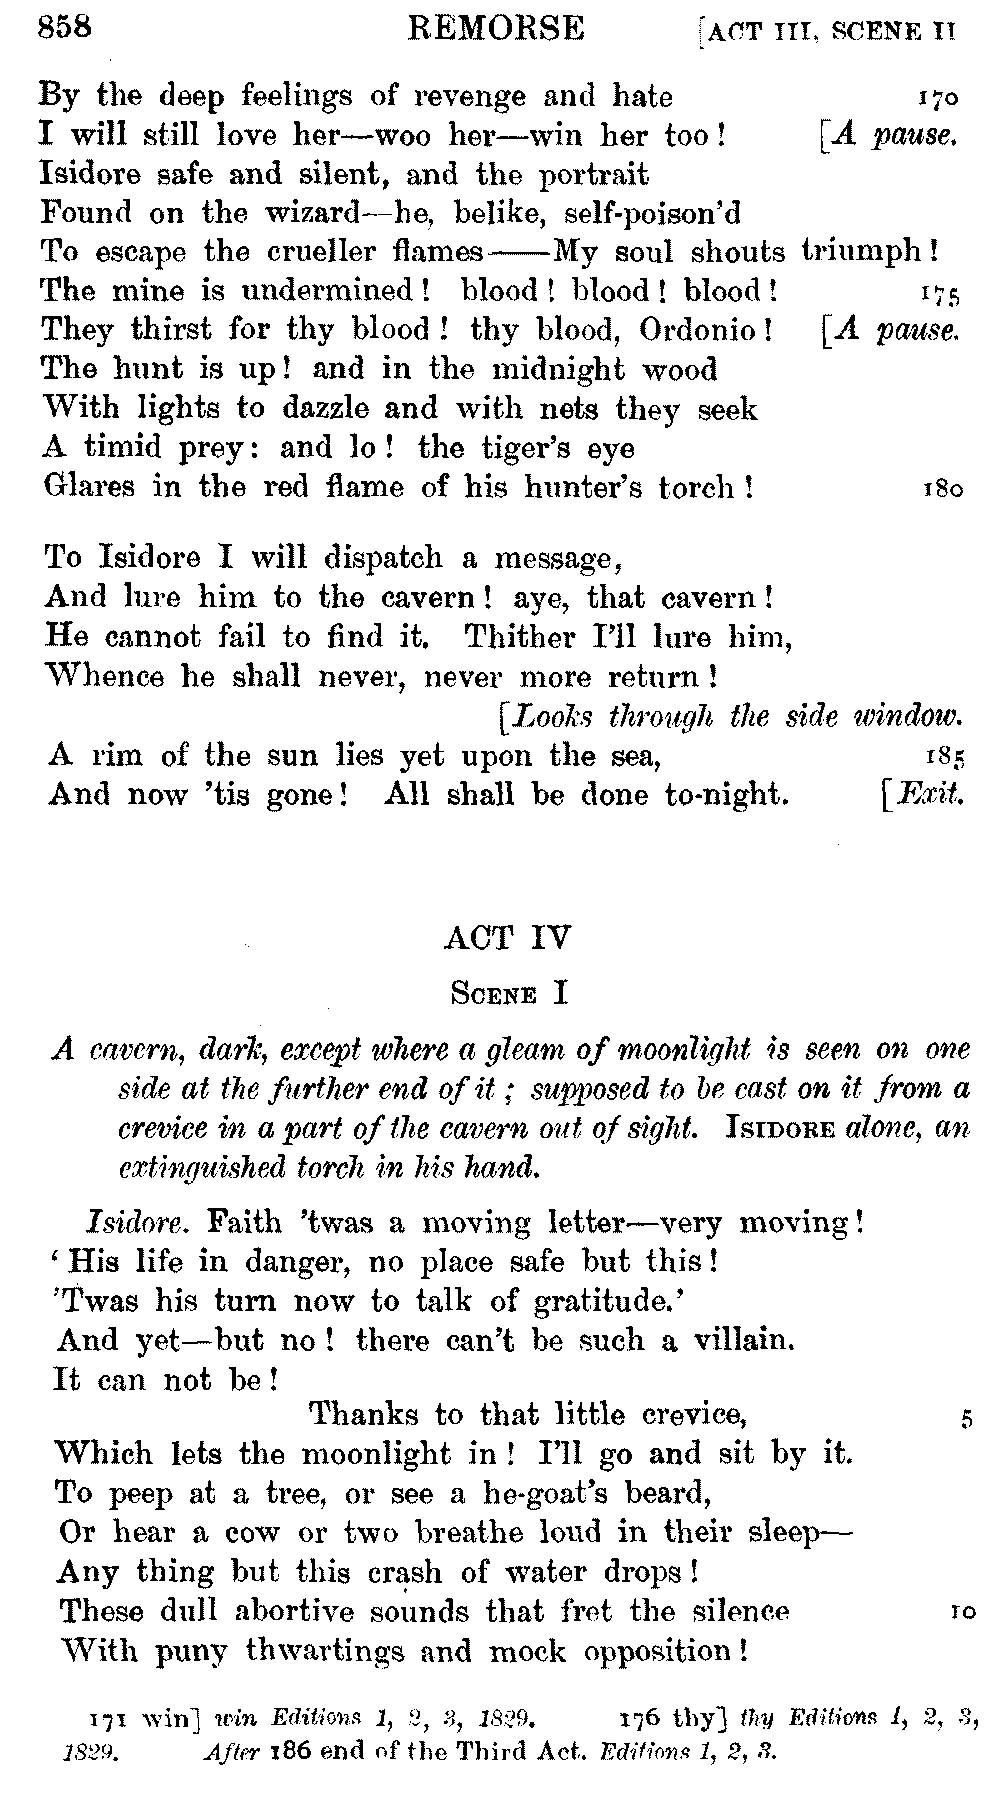 858 REMORSE [ACT III, SCENE II
By the deep feelings of revenge and hate 170
I will still love her—woo her—win her too! [A pause.
Isidore safe and silent, and the portrait
Found on the wizard—he, belike, self-poison'd
To escape the crueller flames——My soul shouts triumph!
The mine is undermined! blood! blood! blood! 175
They thirst for thy blood! thy blood, Ordonio! [A pause.
The hunt is up! and in the midnight wood
With lights to dazzle and with nets they seek
A timid prey: and lo! the tiger's eye
Glares in the red flame of his hunter's torch! 180
To Isidore I will dispatch a message,
And lure him to the cavern! aye, that cavern!
He cannot fail to find it. Thither I'll lure him,
Whence he shall never, never more return!
[Looks through the side window.
A rim of the sun lies yet upon the sea, 185
And now 'tis gone! All shall be done to-night. [Exit.
ACT IV
SCENE I
A cavern, dark, except where a gleam of moonlight is seen on one
side at the further end of it; supposed to be cast on it from a
crevice in a part of the cavern out of sight. ISIDORE alone, an
extinguished torch in his hand.
Isidore. Faith 'twas a moving letter—very moving!
'His life in danger, no place safe but this!
'Twas his turn now to talk of gratitude.'
And yet—but no! there can't be such a villain.
It can not be!
Thanks to that little crevice, 5
Which lets the moonlight in! I'll go and sit by it.
To peep at a tree, or see a he-goat's beard,
Or hear a cow or two breathe loud in their sleep—
Any thing but this crash of water drops!
These dull abortive sounds that fret the silence 10
With puny thwartings and mock opposition!
171 win] win Editions 1, 2, 3, 1829. 176 thy] thy Editions 1, 2, 3,
1829. After 186 end of the Third Act. Editions 1, 2, 3.